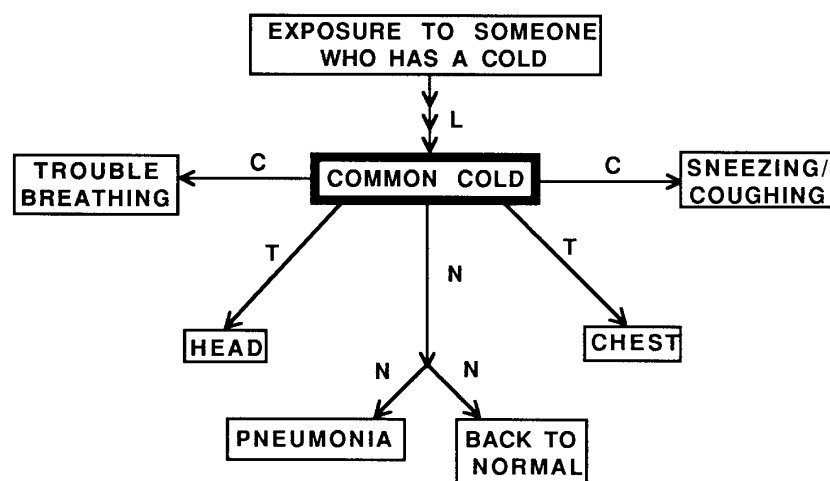 EXPOSURE TO SOMEONE
WHO HAS A COLD
L
TROUBLE
BREATHING
C
COMMON COLD
C
SNEEZING/
COUGHING
T
N
T
HEAD
CHEST
N
N
PNEUMONIA
BACK TO
NORMAL